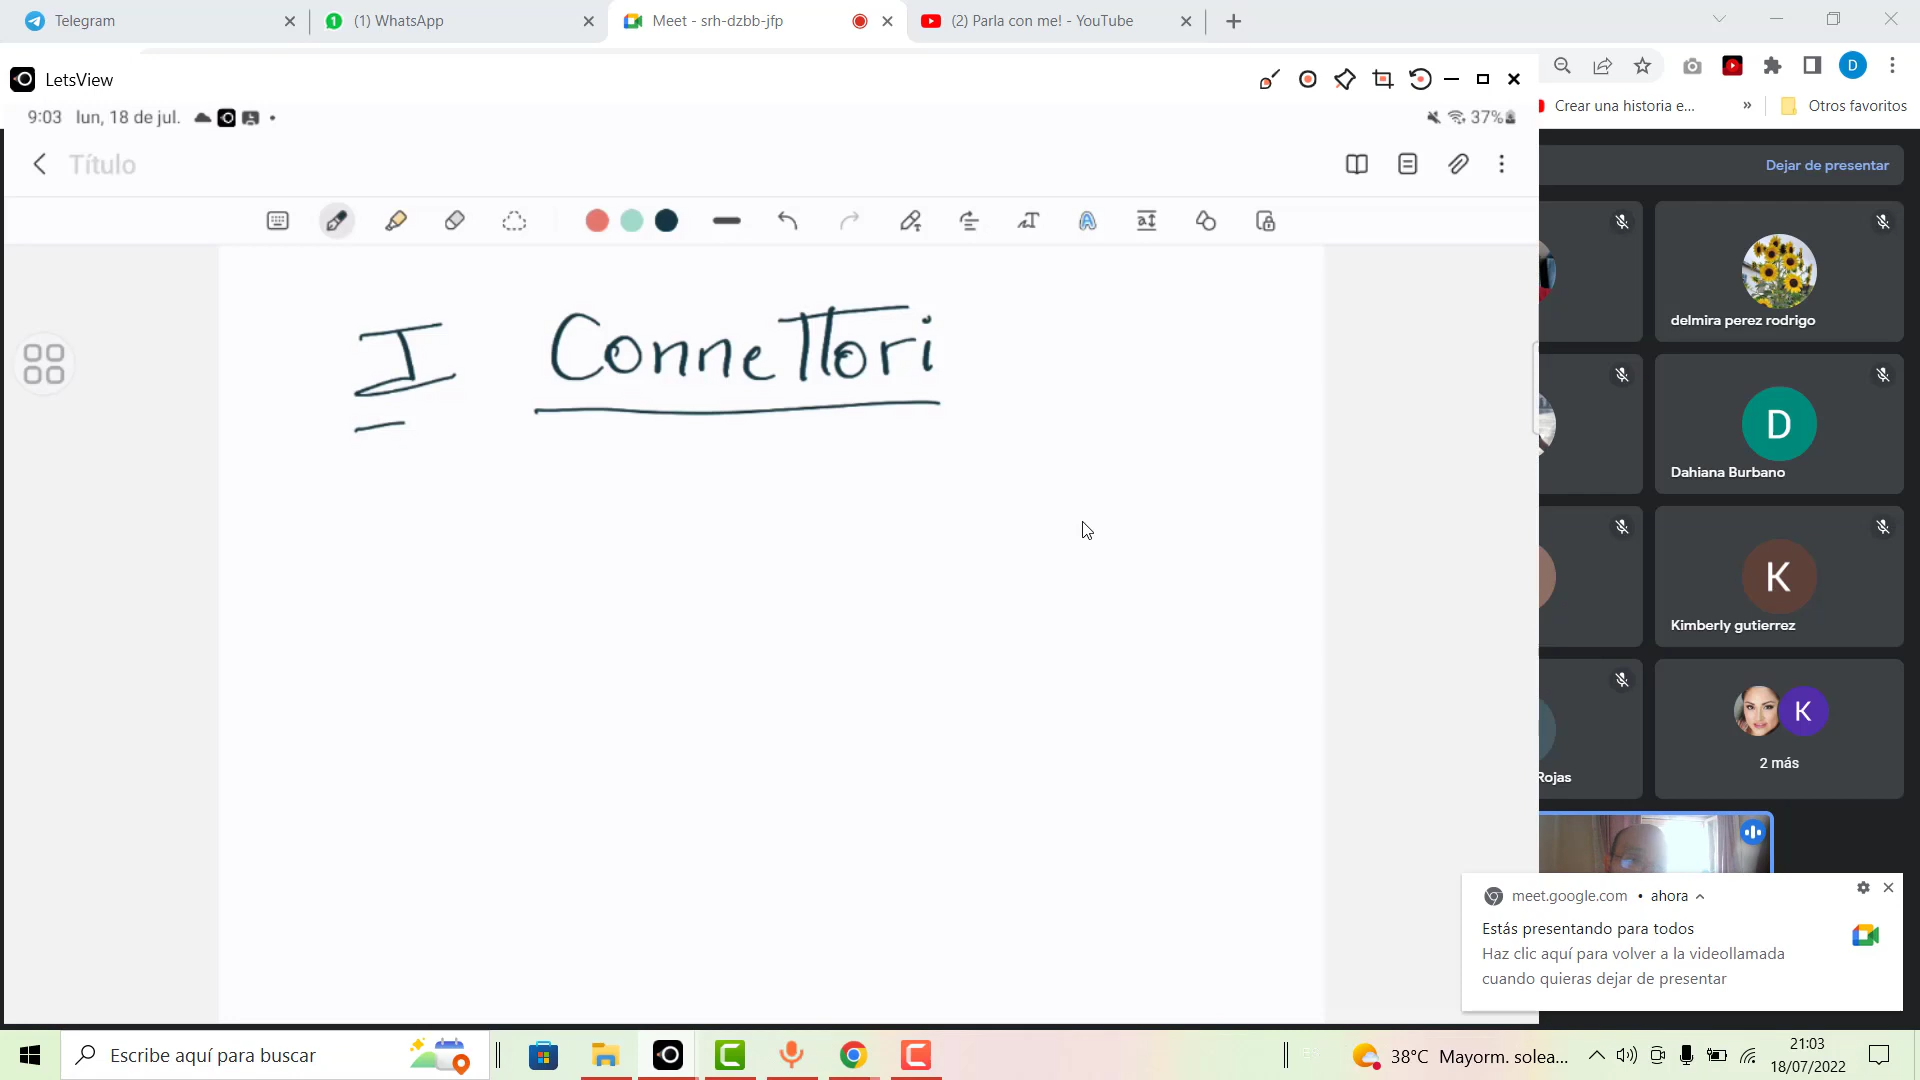 Telegram
(1) WhatsApp
Meet - srh-dzbb-jfp
(2) Parla con me! - YouTube
LetsView
D
Crear una historia e...
»
Otros favoritos
9:03 lun, 18 de jul.
37%
Título
Dejar de presentar
I Connettori
delmira perez rodrigo
D
Dahiana Burbano
K
Kimberly gutierrez
K
Rojas
2 más
meet.google.com • ahora
Estás presentando para todos
Haz clic aquí para volver a la videollamada
cuando quieras dejar de presentar
Escribe aquí para buscar
38°C Mayorm. solea...
21:03
18/07/2022